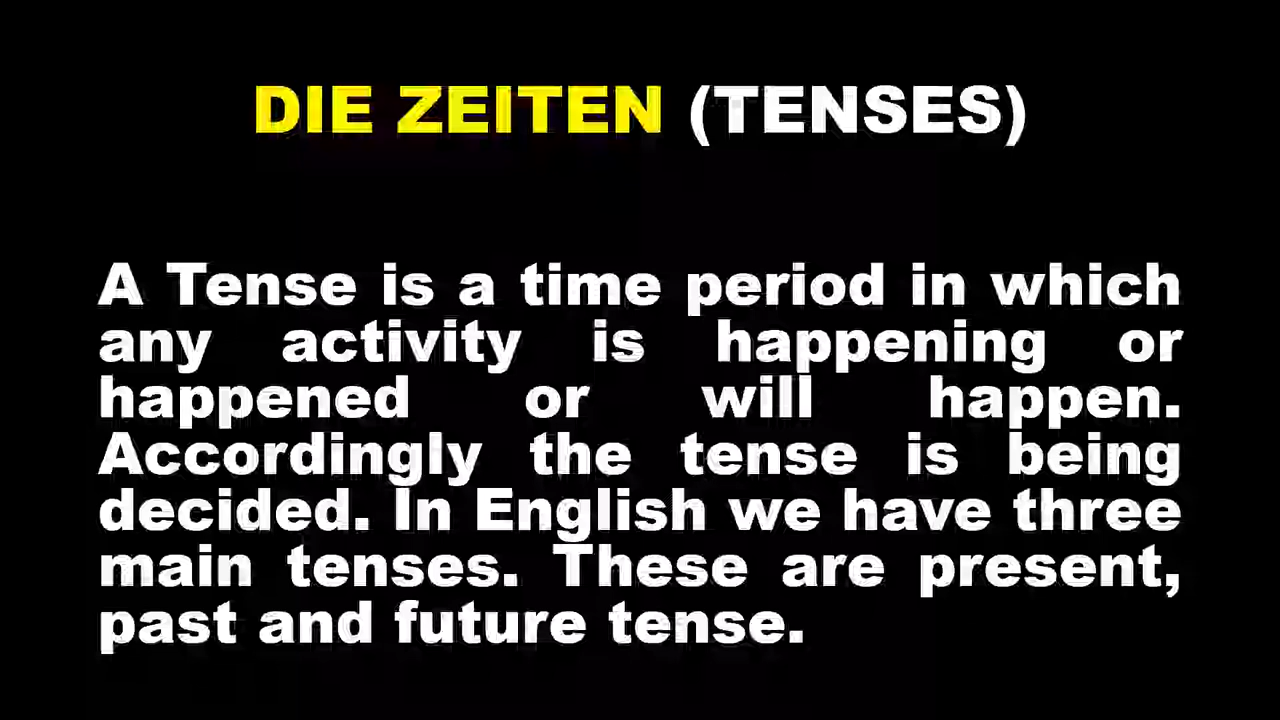 DIE ZEITEN (TENSES)
A Tense is a time period in which
any activity is happening or
happened or will happen.
Accordingly the tense is being
decided. In English we have three
main tenses. These are present,
past and future tense.